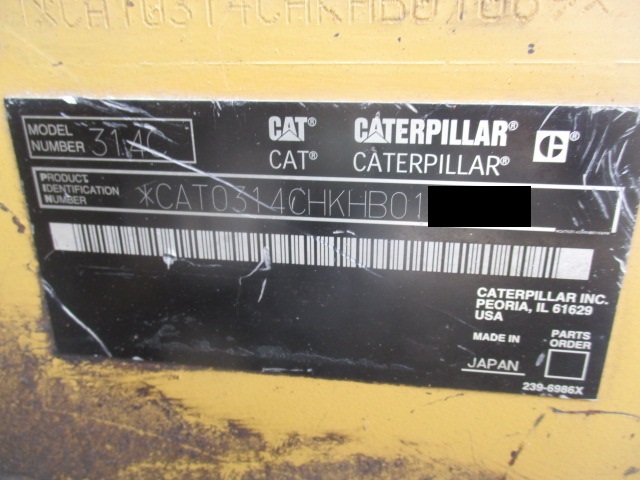 *CAT0314CHKHB01069*
MODEL NUMBER 314C
CAT® CATERPILLAR® C
CAT® CATERPILLAR®
PRODUCT
IDENTIFICATION *CAT0314CHKHB01
NUMBER
CATERPILLAR INC.
PEORIA, IL 61629
USA
MADE IN PARTS
ORDER
JAPAN
239-6986X